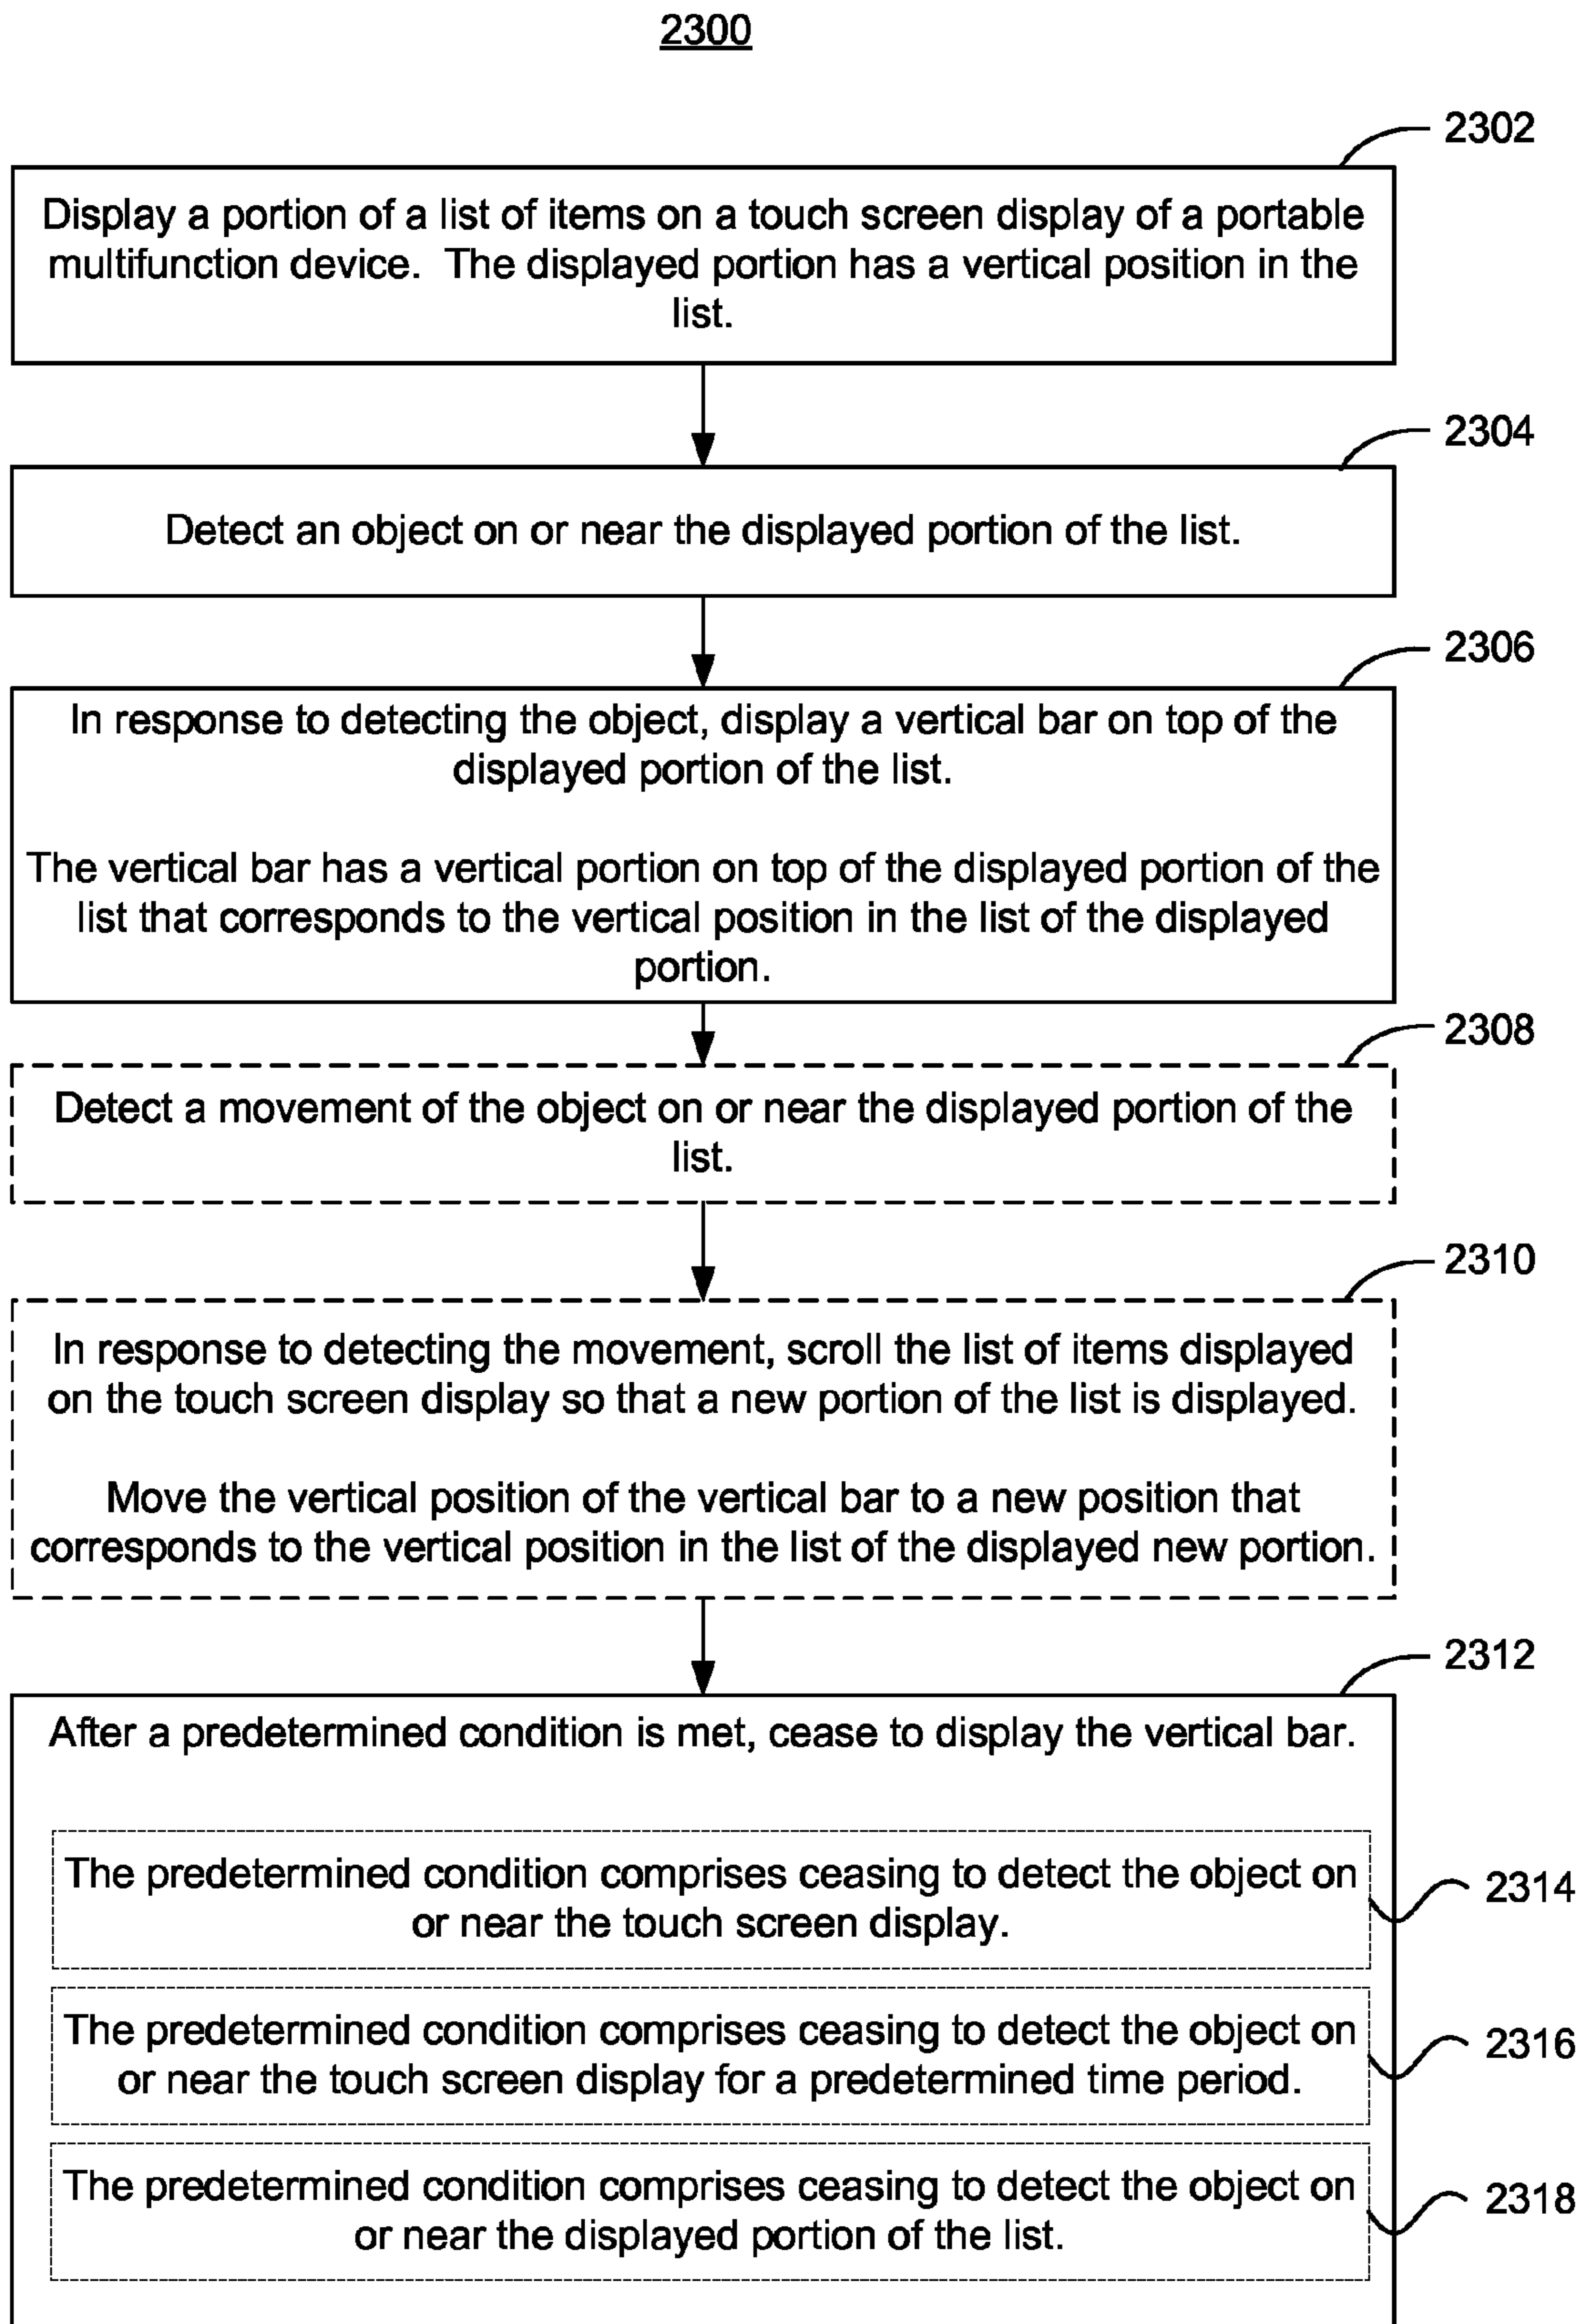 2300
2302
Display a portion of a list of items on a touch screen display of a portable
multifunction device.  The displayed portion has a vertical position in the
list.
2304
Detect an object on or near the displayed portion of the list.
2306
In response to detecting the object, display a vertical bar on top of the
displayed portion of the list.
The vertical bar has a vertical portion on top of the displayed portion of the
list that corresponds to the vertical position in the list of the displayed
portion.
2308
Detect a movement of the object on or near the displayed portion of the
list.
2310
In response to detecting the movement, scroll the list of items displayed
on the touch screen display so that a new portion of the list is displayed.
Move the vertical position of the vertical bar to a new position that
corresponds to the vertical position in the list of the displayed new portion.
2312
After a predetermined condition is met, cease to display the vertical bar.
The predetermined condition comprises ceasing to detect the object on
or near the touch screen display.
2314
The predetermined condition comprises ceasing to detect the object on
or near the touch screen display for a predetermined time period.
2316
The predetermined condition comprises ceasing to detect the object on
or near the displayed portion of the list.
2318